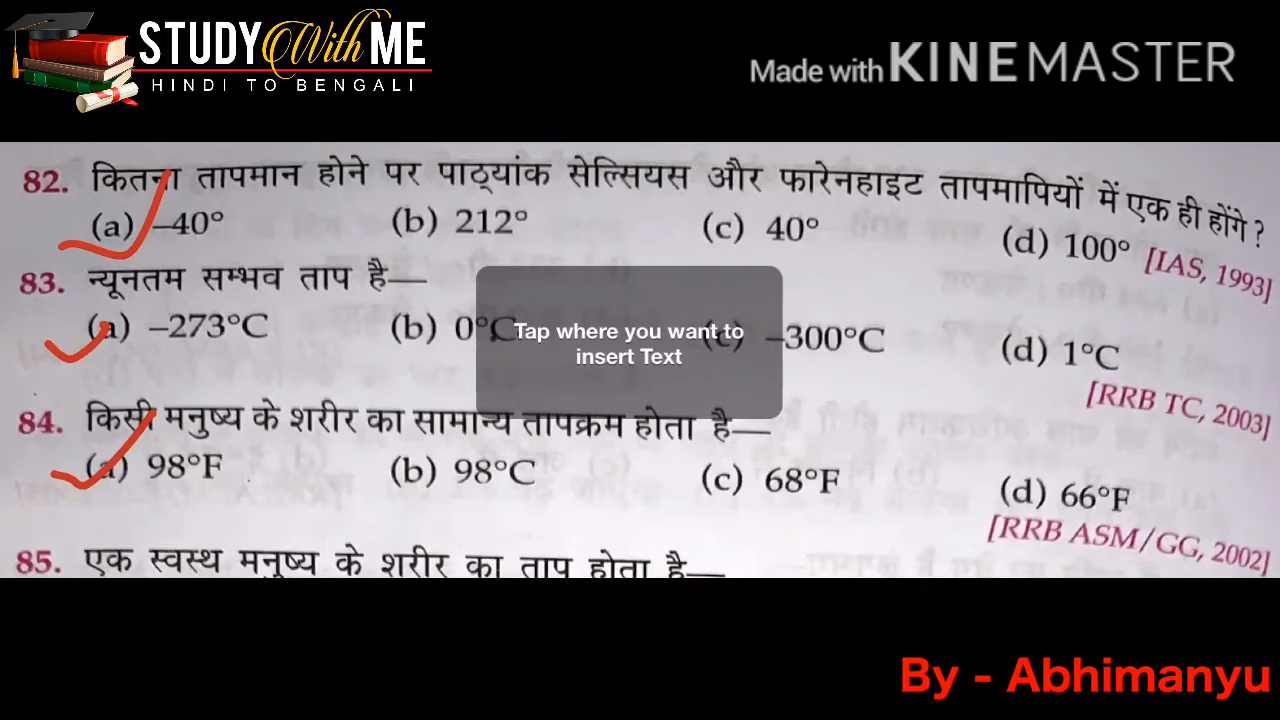 STUDY With ME
HINDI TO BENGALI
Made with KINEMASTER
82. कितना तापमान होने पर पाठ्यांक सेल्सियस और फारेनहाइट तापमापियों में एक ही होंगे ?
(a) –40° (b) 212° (c) 40° (d) 100° [IAS, 1993]
83. न्यूनतम सम्भव ताप है—
(a) –273°C (b) 0°C (c) –300°C (d) 1°C
[RRB TC, 2003]
Tap where you want to
insert Text
84. किसी मनुष्य के शरीर का सामान्य तापक्रम होता है—
(a) 98°F (b) 98°C (c) 68°F (d) 66°F
[RRB ASM/GG, 2002]
85. एक स्वस्थ मनुष्य के शरीर का ताप होता है—
By - Abhimanyu